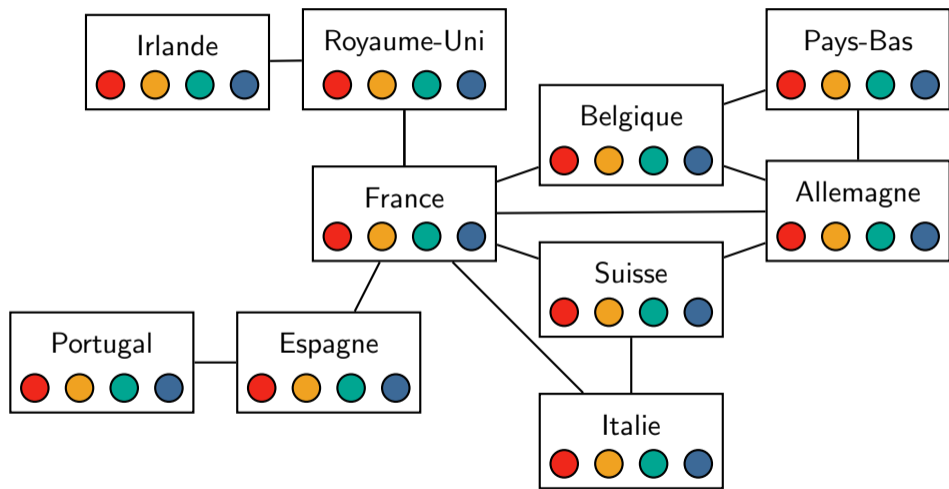 Irlande
Royaume-Uni
Pays-Bas
Belgique
France
Allemagne
Suisse
Portugal
Espagne
Italie